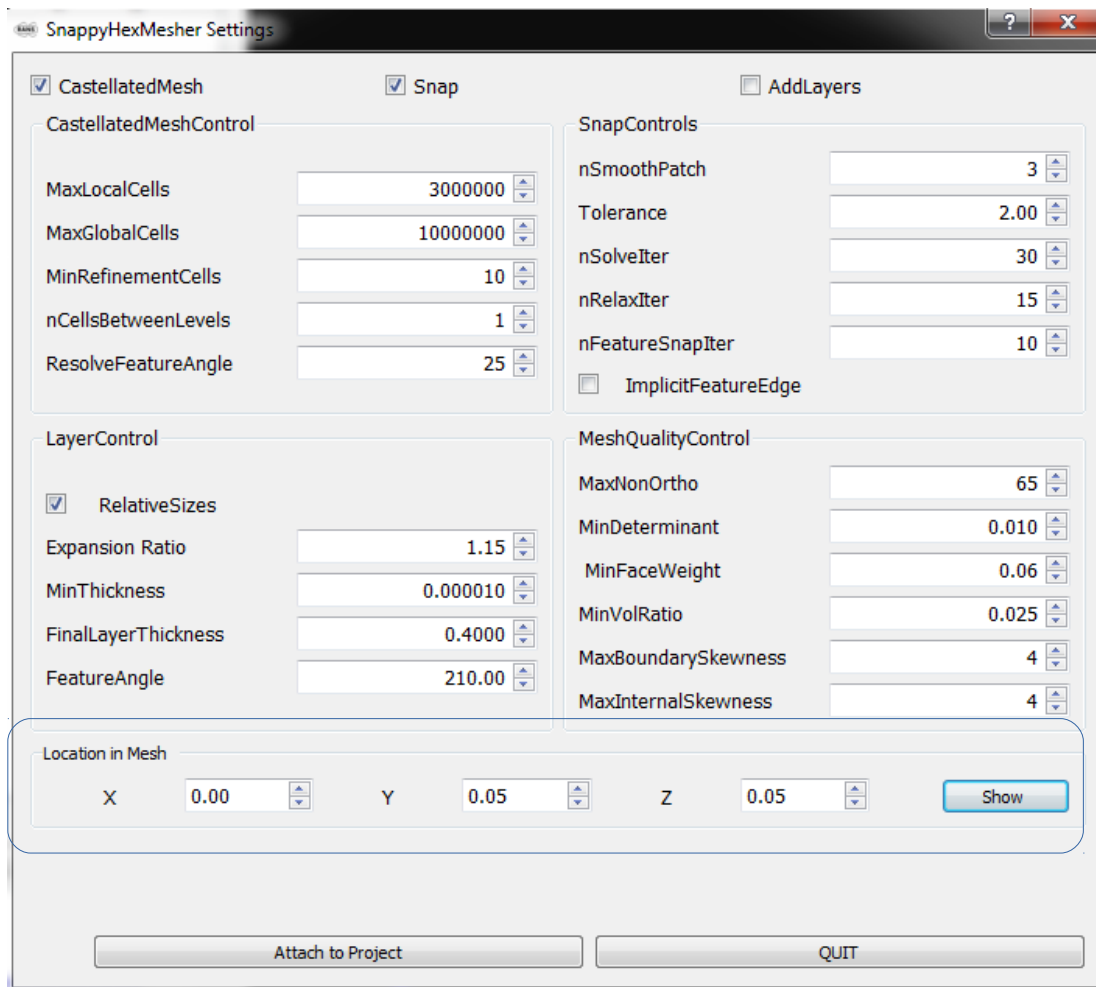 SnappyHexMesher Settings
CastellatedMesh Snap AddLayers
CastellatedMeshControl
MaxLocalCells 3000000
MaxGlobalCells 10000000
MinRefinementCells 10
nCellsBetweenLevels 1
ResolveFeatureAngle 25
SnapControls
nSmoothPatch 3
Tolerance 2.00
nSolveIter 30
nRelaxIter 15
nFeatureSnapIter 10
ImplicitFeatureEdge
LayerControl
RelativeSizes
Expansion Ratio 1.15
MinThickness 0.000010
FinalLayerThickness 0.4000
FeatureAngle 210.00
MeshQualityControl
MaxNonOrtho 65
MinDeterminant 0.010
MinFaceWeight 0.06
MinVolRatio 0.025
MaxBoundarySkewness 4
MaxInternalSkewness 4
Location in Mesh
X 0.00 Y 0.05 Z 0.05 Show
Attach to Project QUIT